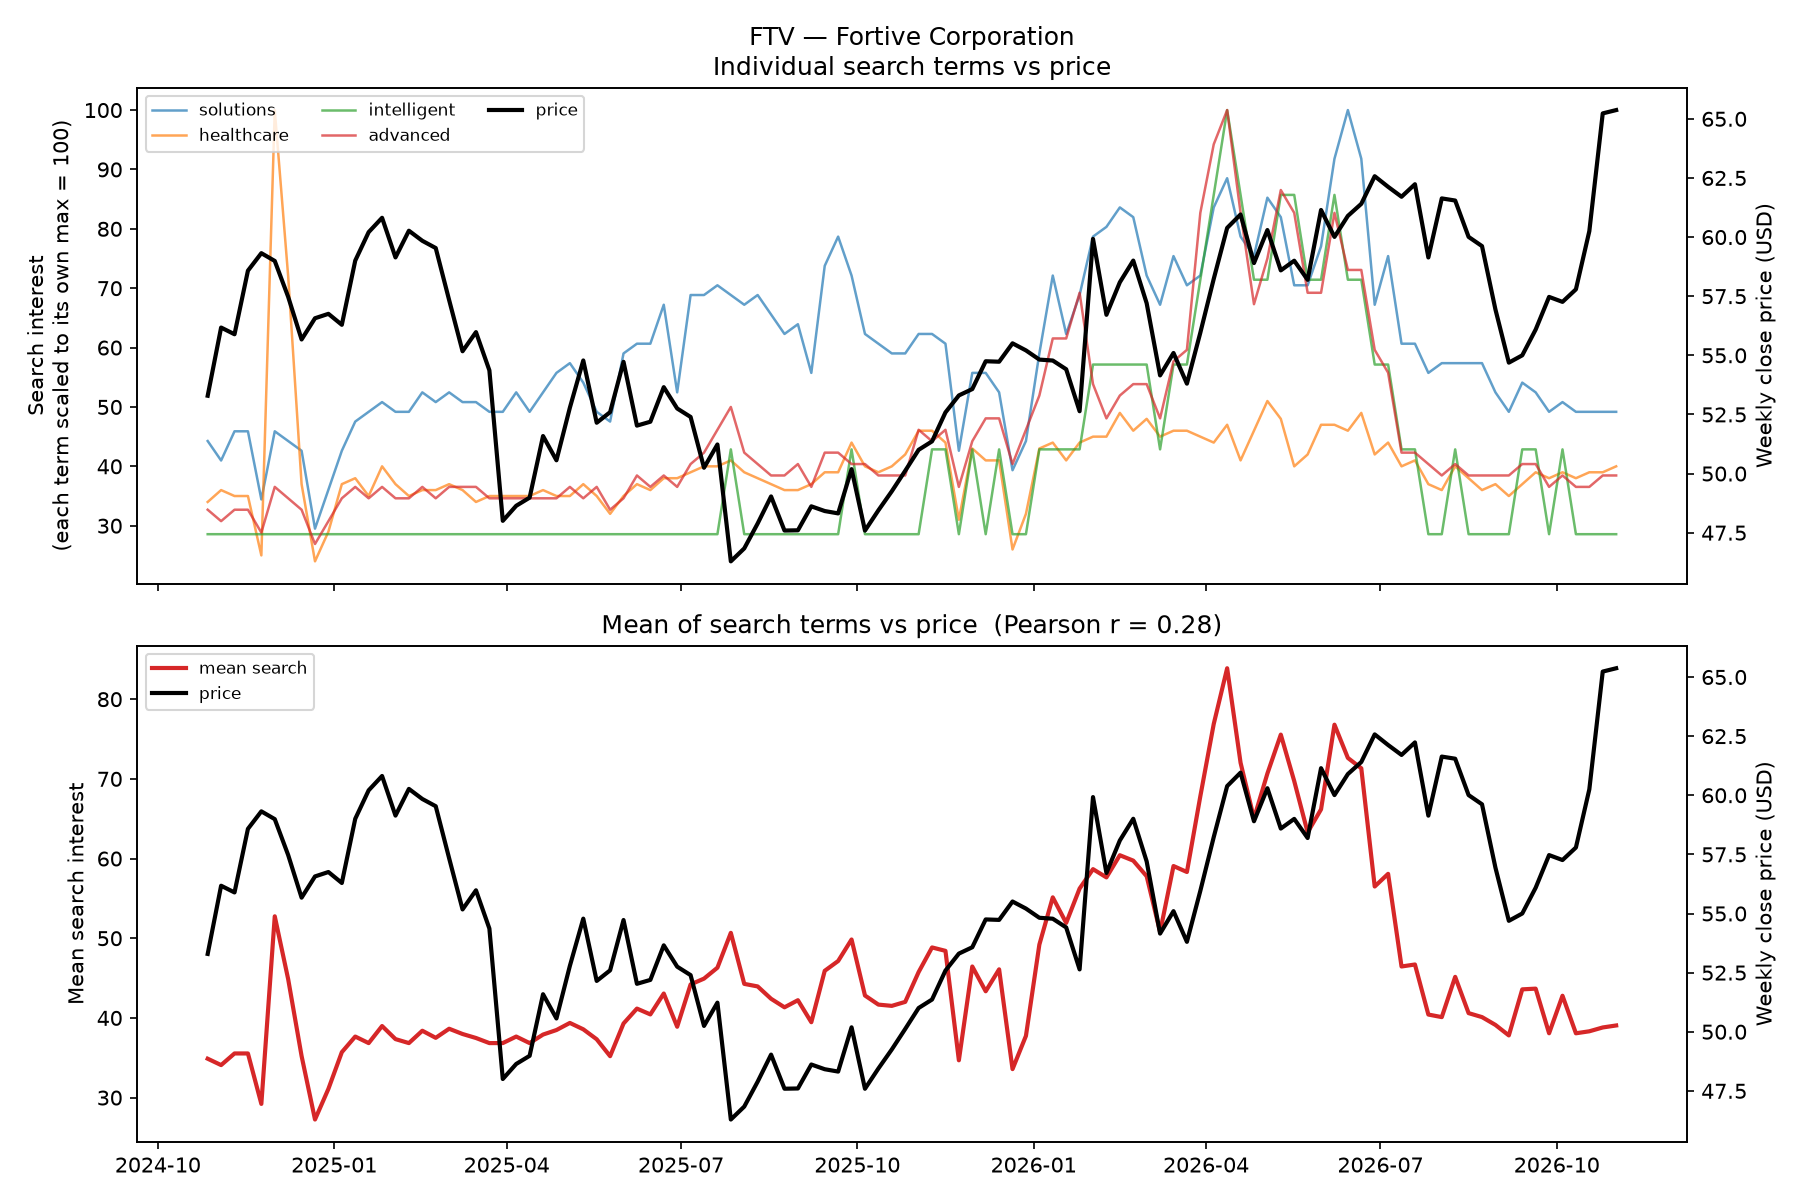 FTV — Fortive Corporation
Individual search terms vs price
solutions
healthcare
intelligent
advanced
price
Search interest
(each term scaled to its own max = 100)
100
90
80
70
60
50
40
30
65.0
62.5
60.0
57.5
55.0
52.5
50.0
47.5
Weekly close price (USD)
Mean of search terms vs price  (Pearson r = 0.28)
mean search
price
Mean search interest
80
70
60
50
40
30
65.0
62.5
60.0
57.5
55.0
52.5
50.0
47.5
Weekly close price (USD)
2024-10
2025-01
2025-04
2025-07
2025-10
2026-01
2026-04
2026-07
2026-10